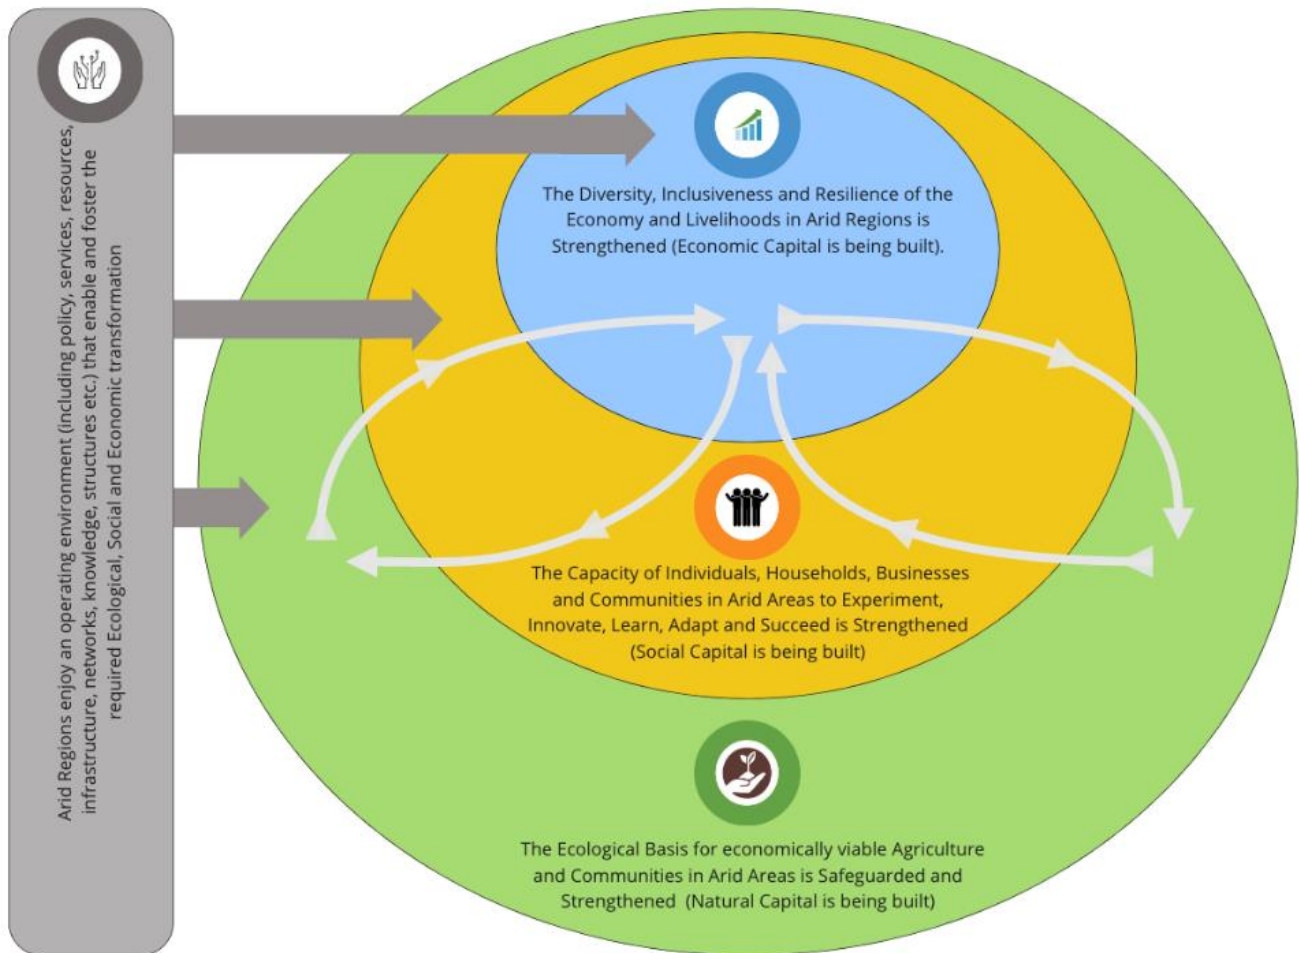 Arid Regions enjoy an operating environment (including policy, services, resources,
infrastructure, networks, knowledge, structures etc.) that enable and foster the
required Ecological, Social and Economic transformation
The Diversity, Inclusiveness and Resilience of the
Economy and Livelihoods in Arid Regions is
Strengthened (Economic Capital is being built).
The Capacity of Individuals, Households, Businesses
and Communities in Arid Areas to Experiment,
Innovate, Learn, Adapt and Succeed is Strengthened
(Social Capital is being built)
The Ecological Basis for economically viable Agriculture
and Communities in Arid Areas is Safeguarded and
Strengthened (Natural Capital is being built)